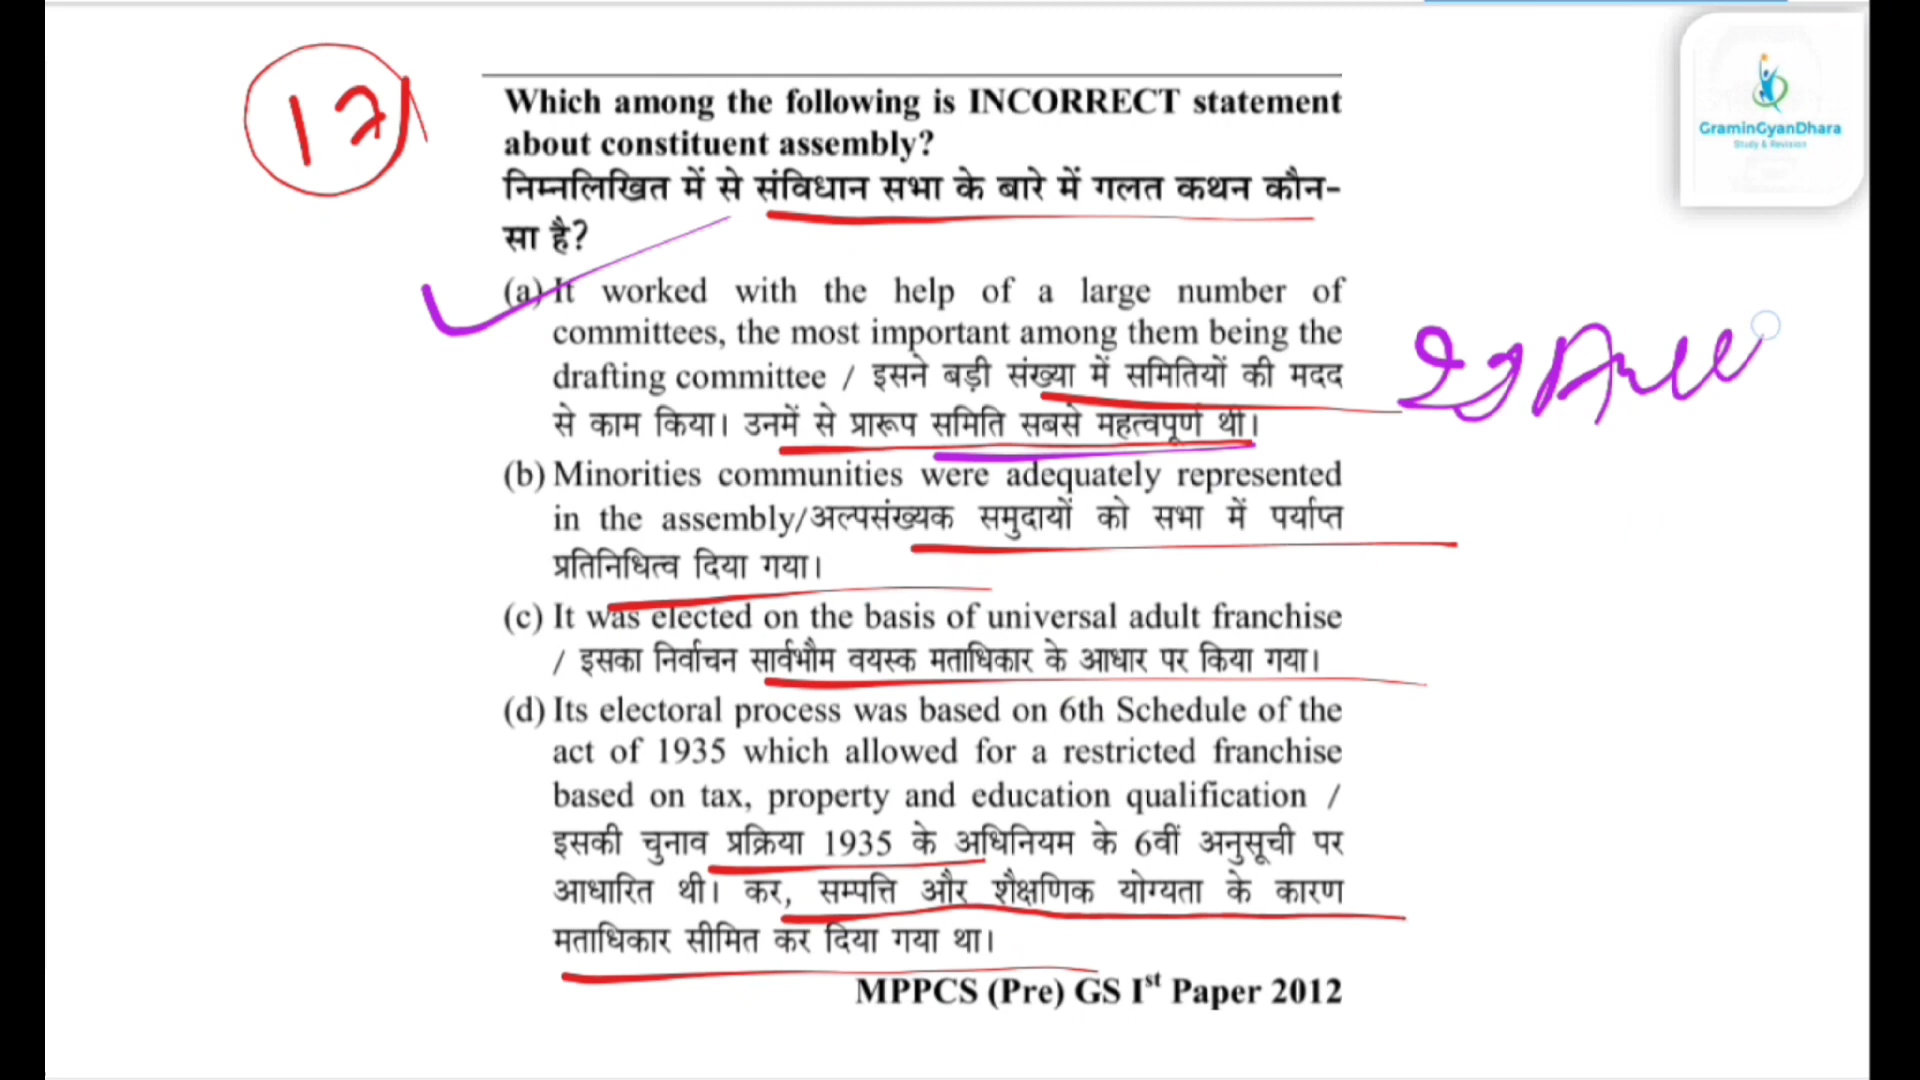 12
GraminGyanDhara
Study & Revision
Which among the following is INCORRECT statement
about constituent assembly?
निम्नलिखित में से संविधान सभा के बारे में गलत कथन कौन-
सा है?
(a) It worked with the help of a large number of
committees, the most important among them being the
drafting committee / इसने बड़ी संख्या में समितियों की मदद
से काम किया। उनमें से प्रारूप समिति सबसे महत्वपूर्ण थी।
(b) Minorities communities were adequately represented
in the assembly/अल्पसंख्यक समुदायों को सभा में पर्याप्त
प्रतिनिधित्व दिया गया।
(c) It was elected on the basis of universal adult franchise
/ इसका निर्वाचन सार्वभौम वयस्क मताधिकार के आधार पर किया गया।
(d) Its electoral process was based on 6th Schedule of the
act of 1935 which allowed for a restricted franchise
based on tax, property and education qualification /
इसकी चुनाव प्रक्रिया 1935 के अधिनियम के 6वीं अनुसूची पर
आधारित थी। कर, सम्पत्ति और शैक्षणिक योग्यता के कारण
मताधिकार सीमित कर दिया गया था।
MPPCS (Pre) GS Ist Paper 2012